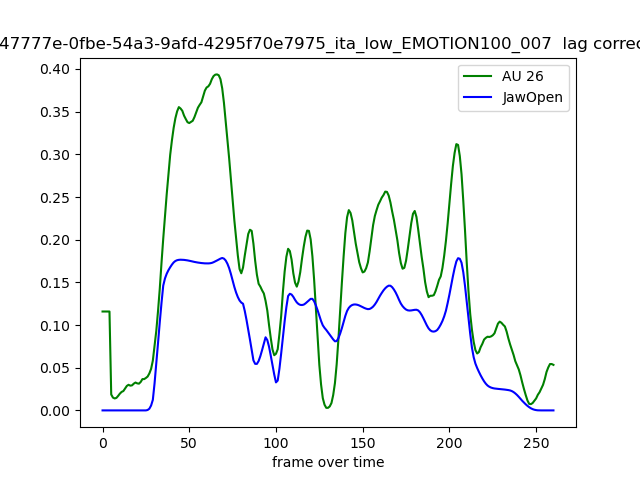 47777e-0fbe-54a3-9afd-4295f70e7975_ita_low_EMOTION100_007 lag correc
AU 26
JawOpen
0.40
0.35
0.30
0.25
0.20
0.15
0.10
0.05
0.00
0 50 100 150 200 250
frame over time